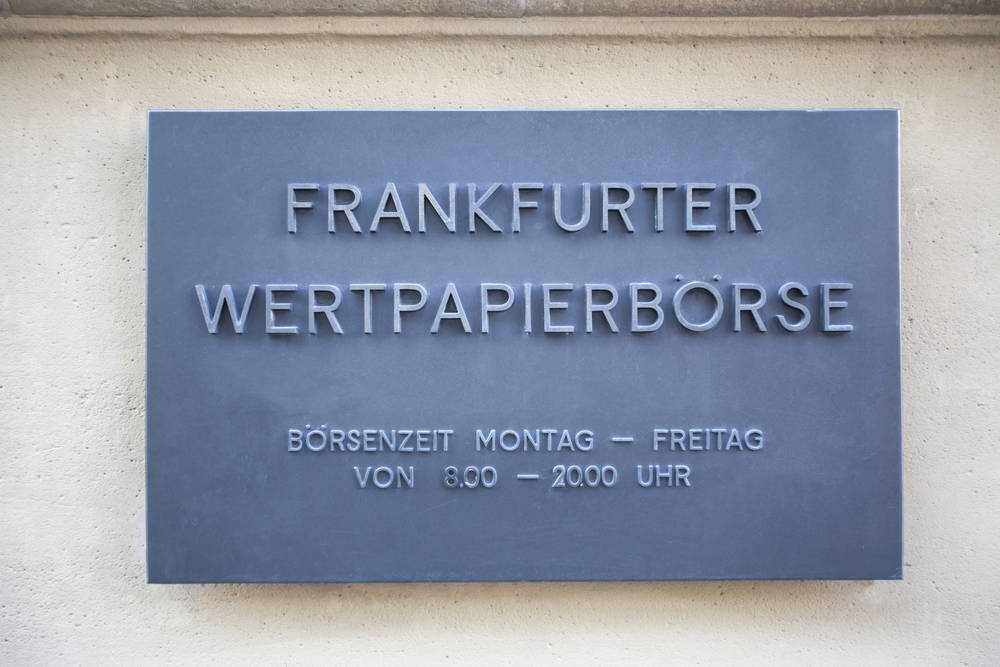 FRANKFURTER
WERTPAPIERBÖRSE
BÖRSENZEIT MONTAG – FREITAG
VON 8.00 – 20.00 UHR